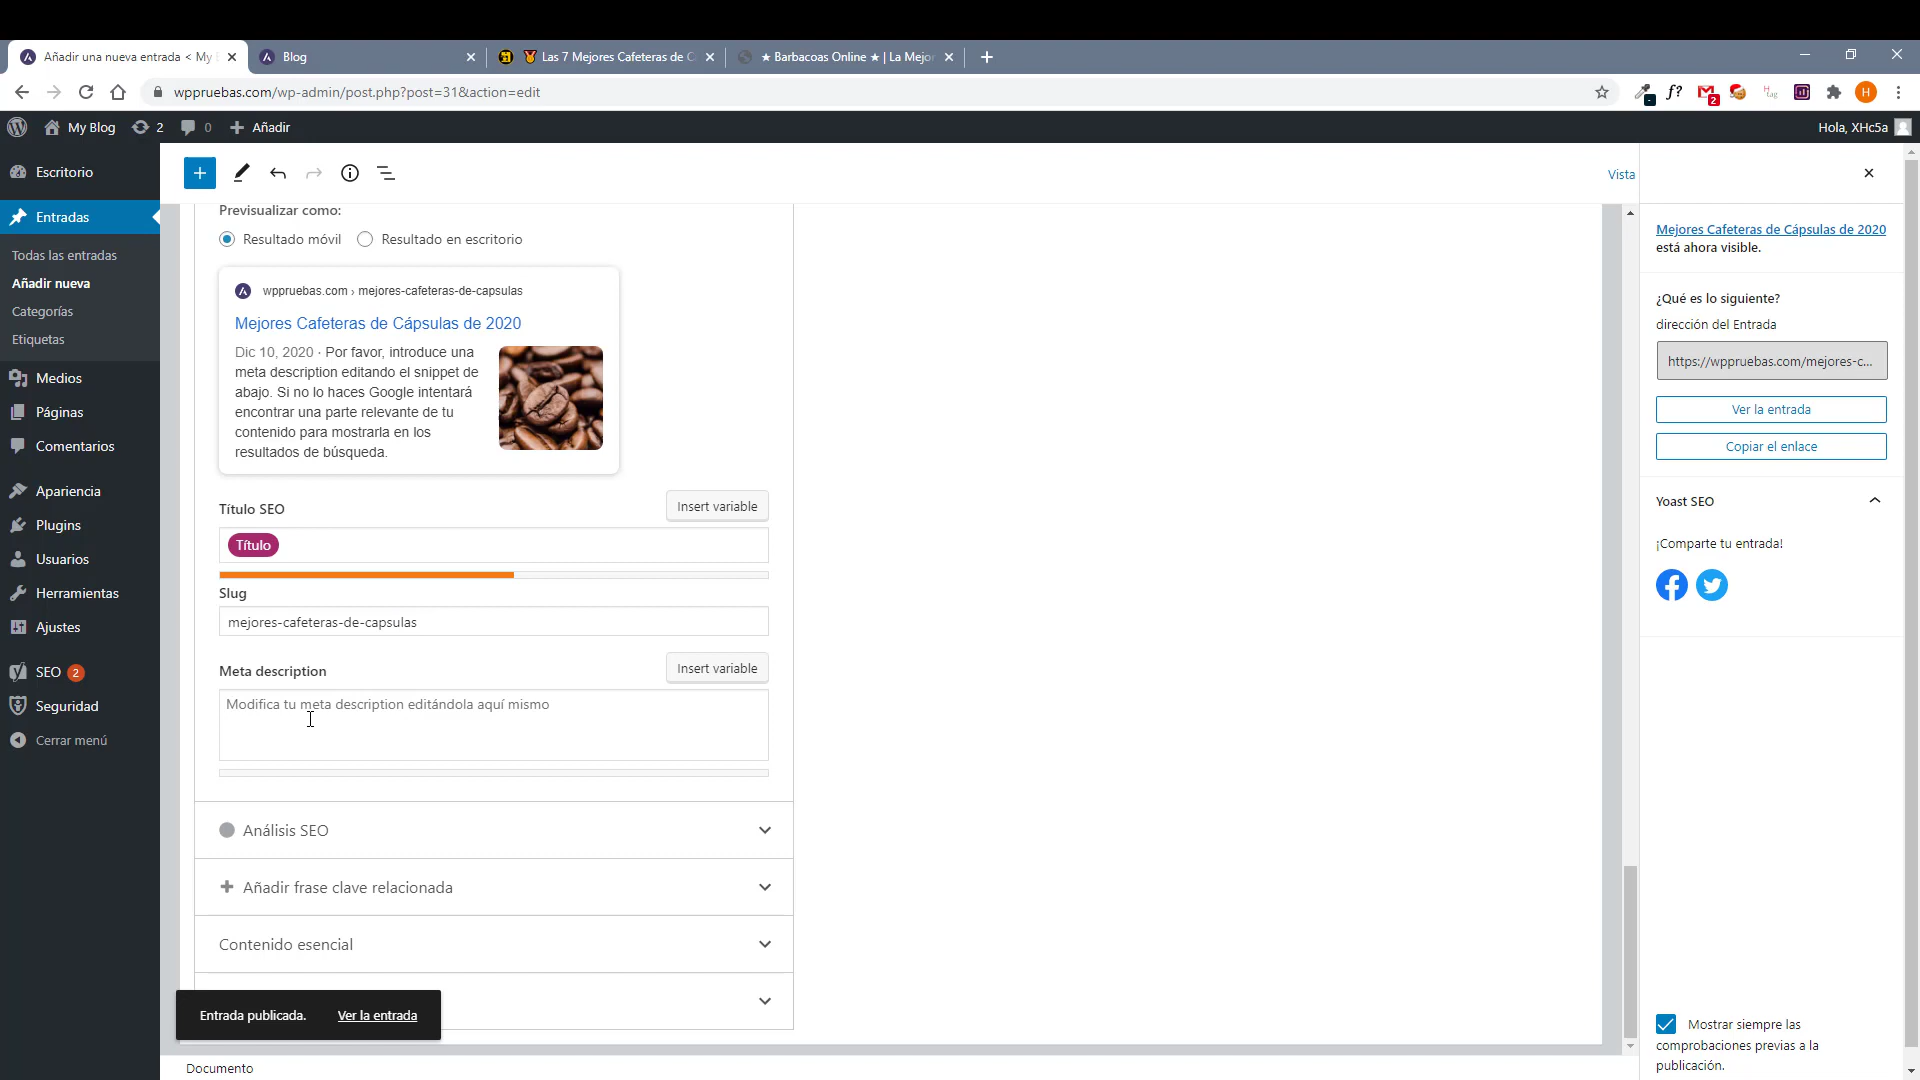 Añadir una nueva entrada < My
Blog
Las 7 Mejores Cafeteras de C
★ Barbacoas Online ★ | La Mejor
wppruebas.com/wp-admin/post.php?post=31&action=edit
f?
2
H
My Blog
2
0
Añadir
Hola, XHc5a
Escritorio
Entradas
Todas las entradas
Añadir nueva
Categorías
Etiquetas
Medios
Páginas
Comentarios
Apariencia
Plugins
Usuarios
Herramientas
Ajustes
SEO 2
Seguridad
Cerrar menú
Vista
Previsualizar como:
Resultado móvil
Resultado en escritorio
wppruebas.com › mejores-cafeteras-de-capsulas
Mejores Cafeteras de Cápsulas de 2020
Dic 10, 2020 · Por favor, introduce una
meta description editando el snippet de
abajo. Si no lo haces Google intentará
encontrar una parte relevante de tu
contenido para mostrarla en los
resultados de búsqueda.
Título SEO
Insert variable
Título
Slug
mejores-cafeteras-de-capsulas
Meta description
Insert variable
Modifica tu meta description editándola aquí mismo
Análisis SEO
Añadir frase clave relacionada
Contenido esencial
Entrada publicada.
Ver la entrada
Documento
Mejores Cafeteras de Cápsulas de 2020
está ahora visible.
¿Qué es lo siguiente?
dirección del Entrada
https://wppruebas.com/mejores-c...
Ver la entrada
Copiar el enlace
Yoast SEO
¡Comparte tu entrada!
Mostrar siempre las
comprobaciones previas a la
publicación.